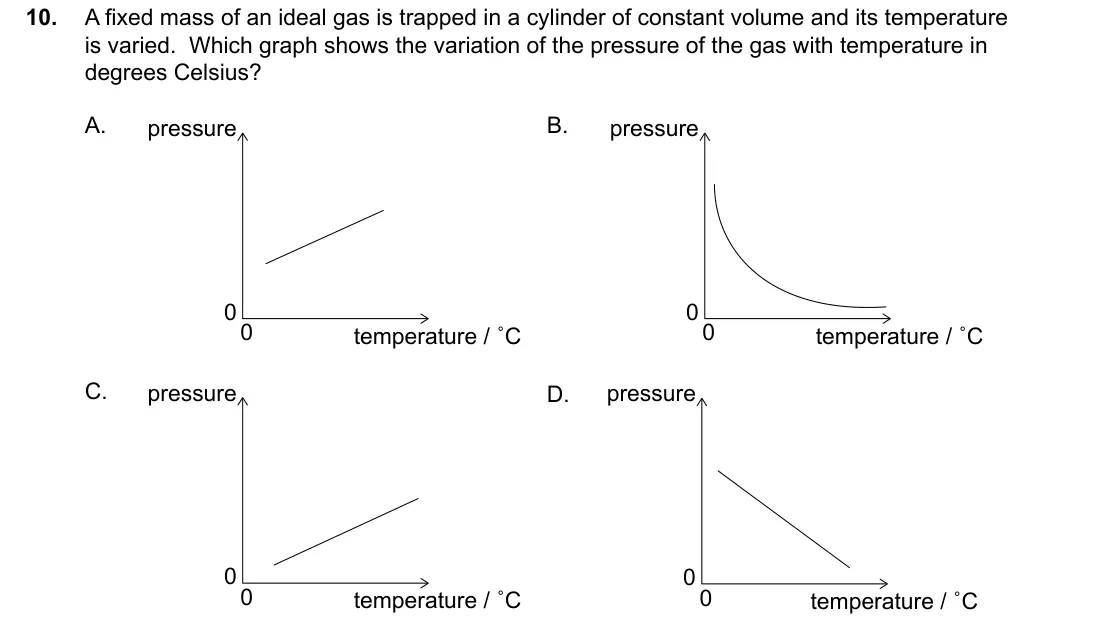 10. A fixed mass of an ideal gas is trapped in a cylinder of constant volume and its temperature
is varied. Which graph shows the variation of the pressure of the gas with temperature in
degrees Celsius?
A. pressure
0
0
temperature / ˚C
B. pressure
0
0
temperature / ˚C
C. pressure
0
0
temperature / ˚C
D. pressure
0
0
temperature / ˚C